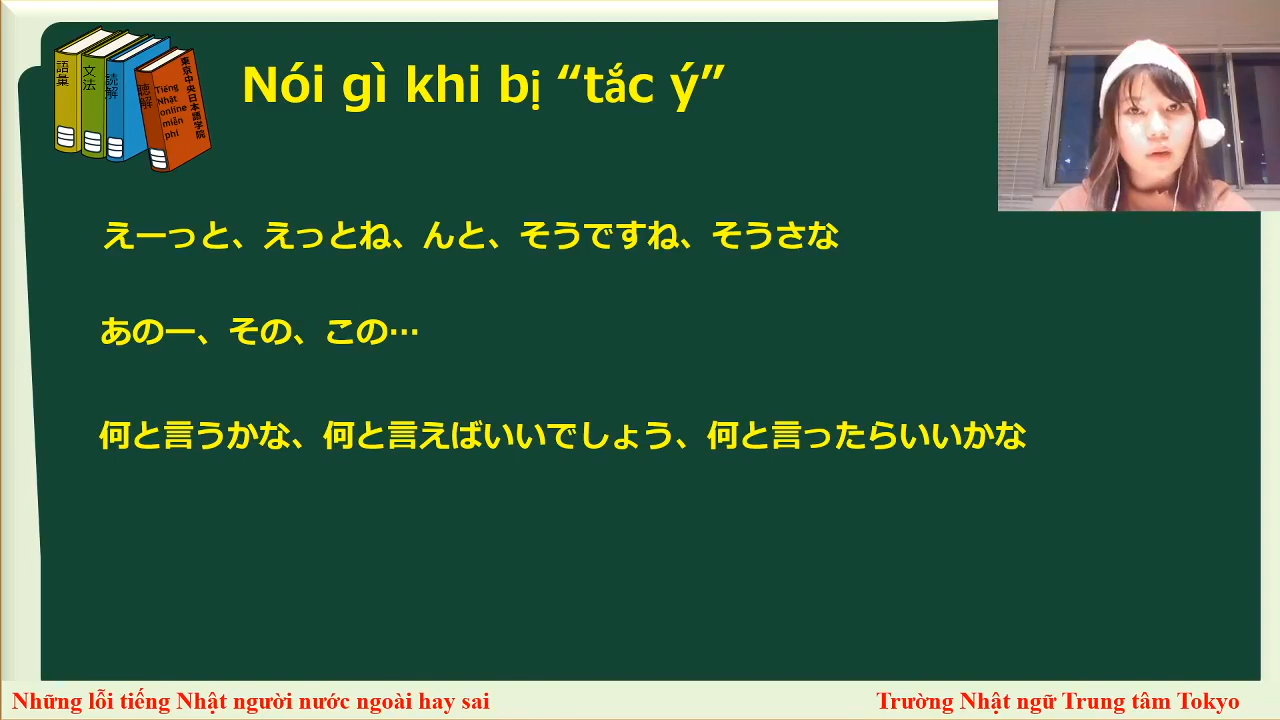 語彙
文法
読解
聴解
Tiếng
Nhật
online
miễn
phí
東京中央日本語学院
Nói gì khi bị “tắc ý”
えーっと、えっとね、んと、そうですね、そうさな
あのー、その、この…
何と言うかな、何と言えばいいでしょう、何と言ったらいいかな
Những lỗi tiếng Nhật người nước ngoài hay sai
Trường Nhật ngữ Trung tâm Tokyo